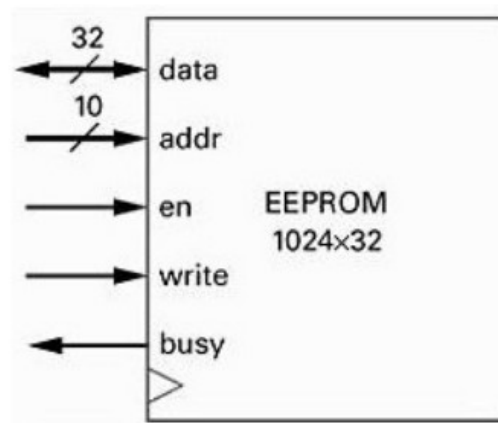 32
data
10
addr
en
EEPROM
1024×32
write
busy